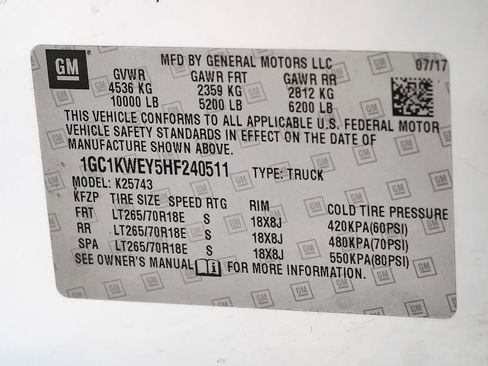 GM MFD BY GENERAL MOTORS LLC 07/17
GVWR GAWR FRT GAWR RR
4536 KG 2359 KG 2812 KG
10000 LB 5200 LB 6200 LB
THIS VEHICLE CONFORMS TO ALL APPLICABLE U.S. FEDERAL MOTOR
VEHICLE SAFETY STANDARDS IN EFFECT ON THE DATE OF
MANUFACTURE SHOWN ABOVE.
1GC1KWEY5HF240511 TYPE: TRUCK
MODEL: K25743
KFZP TIRE SIZE SPEED RTG RIM COLD TIRE PRESSURE
FRT LT265/70R18E S 18X8J 420KPA(60PSI)
RR LT265/70R18E S 18X8J 480KPA(70PSI)
SPA LT265/70R18E S 18X8J 550KPA(80PSI)
SEE OWNER'S MANUAL FOR MORE INFORMATION.